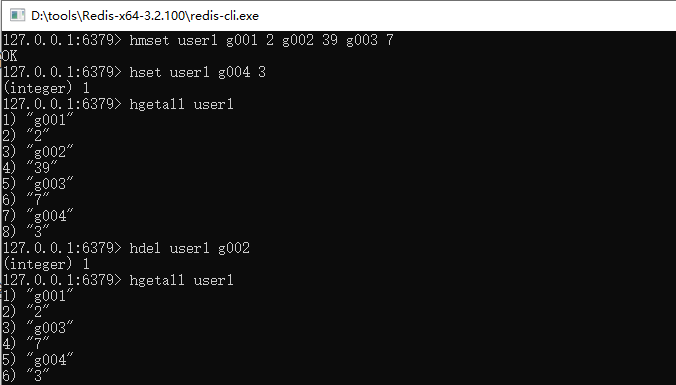 D:\tools\Redis-x64-3.2.100\redis-cli.exe
127.0.0.1:6379> hmset user1 g001 2 g002 39 g003 7
OK
127.0.0.1:6379> hset user1 g004 3
(integer) 1
127.0.0.1:6379> hgetall user1
1) "g001"
2) "2"
3) "g002"
4) "39"
5) "g003"
6) "7"
7) "g004"
8) "3"
127.0.0.1:6379> hdel user1 g002
(integer) 1
127.0.0.1:6379> hgetall user1
1) "g001"
2) "2"
3) "g003"
4) "7"
5) "g004"
6) "3"